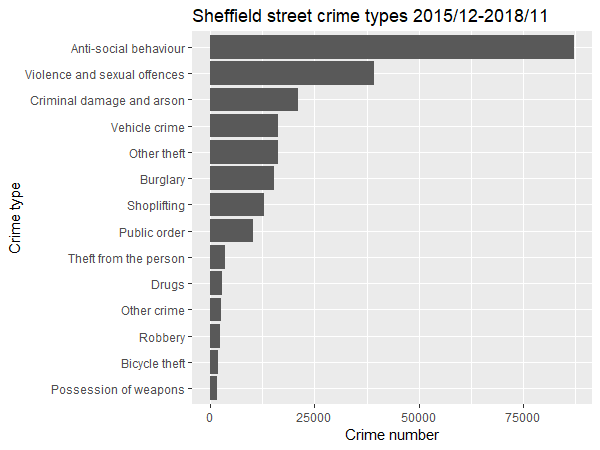 Sheffield street crime types 2015/12-2018/11
Crime type
Anti-social behaviour
Violence and sexual offences
Criminal damage and arson
Vehicle crime
Other theft
Burglary
Shoplifting
Public order
Theft from the person
Drugs
Other crime
Robbery
Bicycle theft
Possession of weapons
0 25000 50000 75000
Crime number